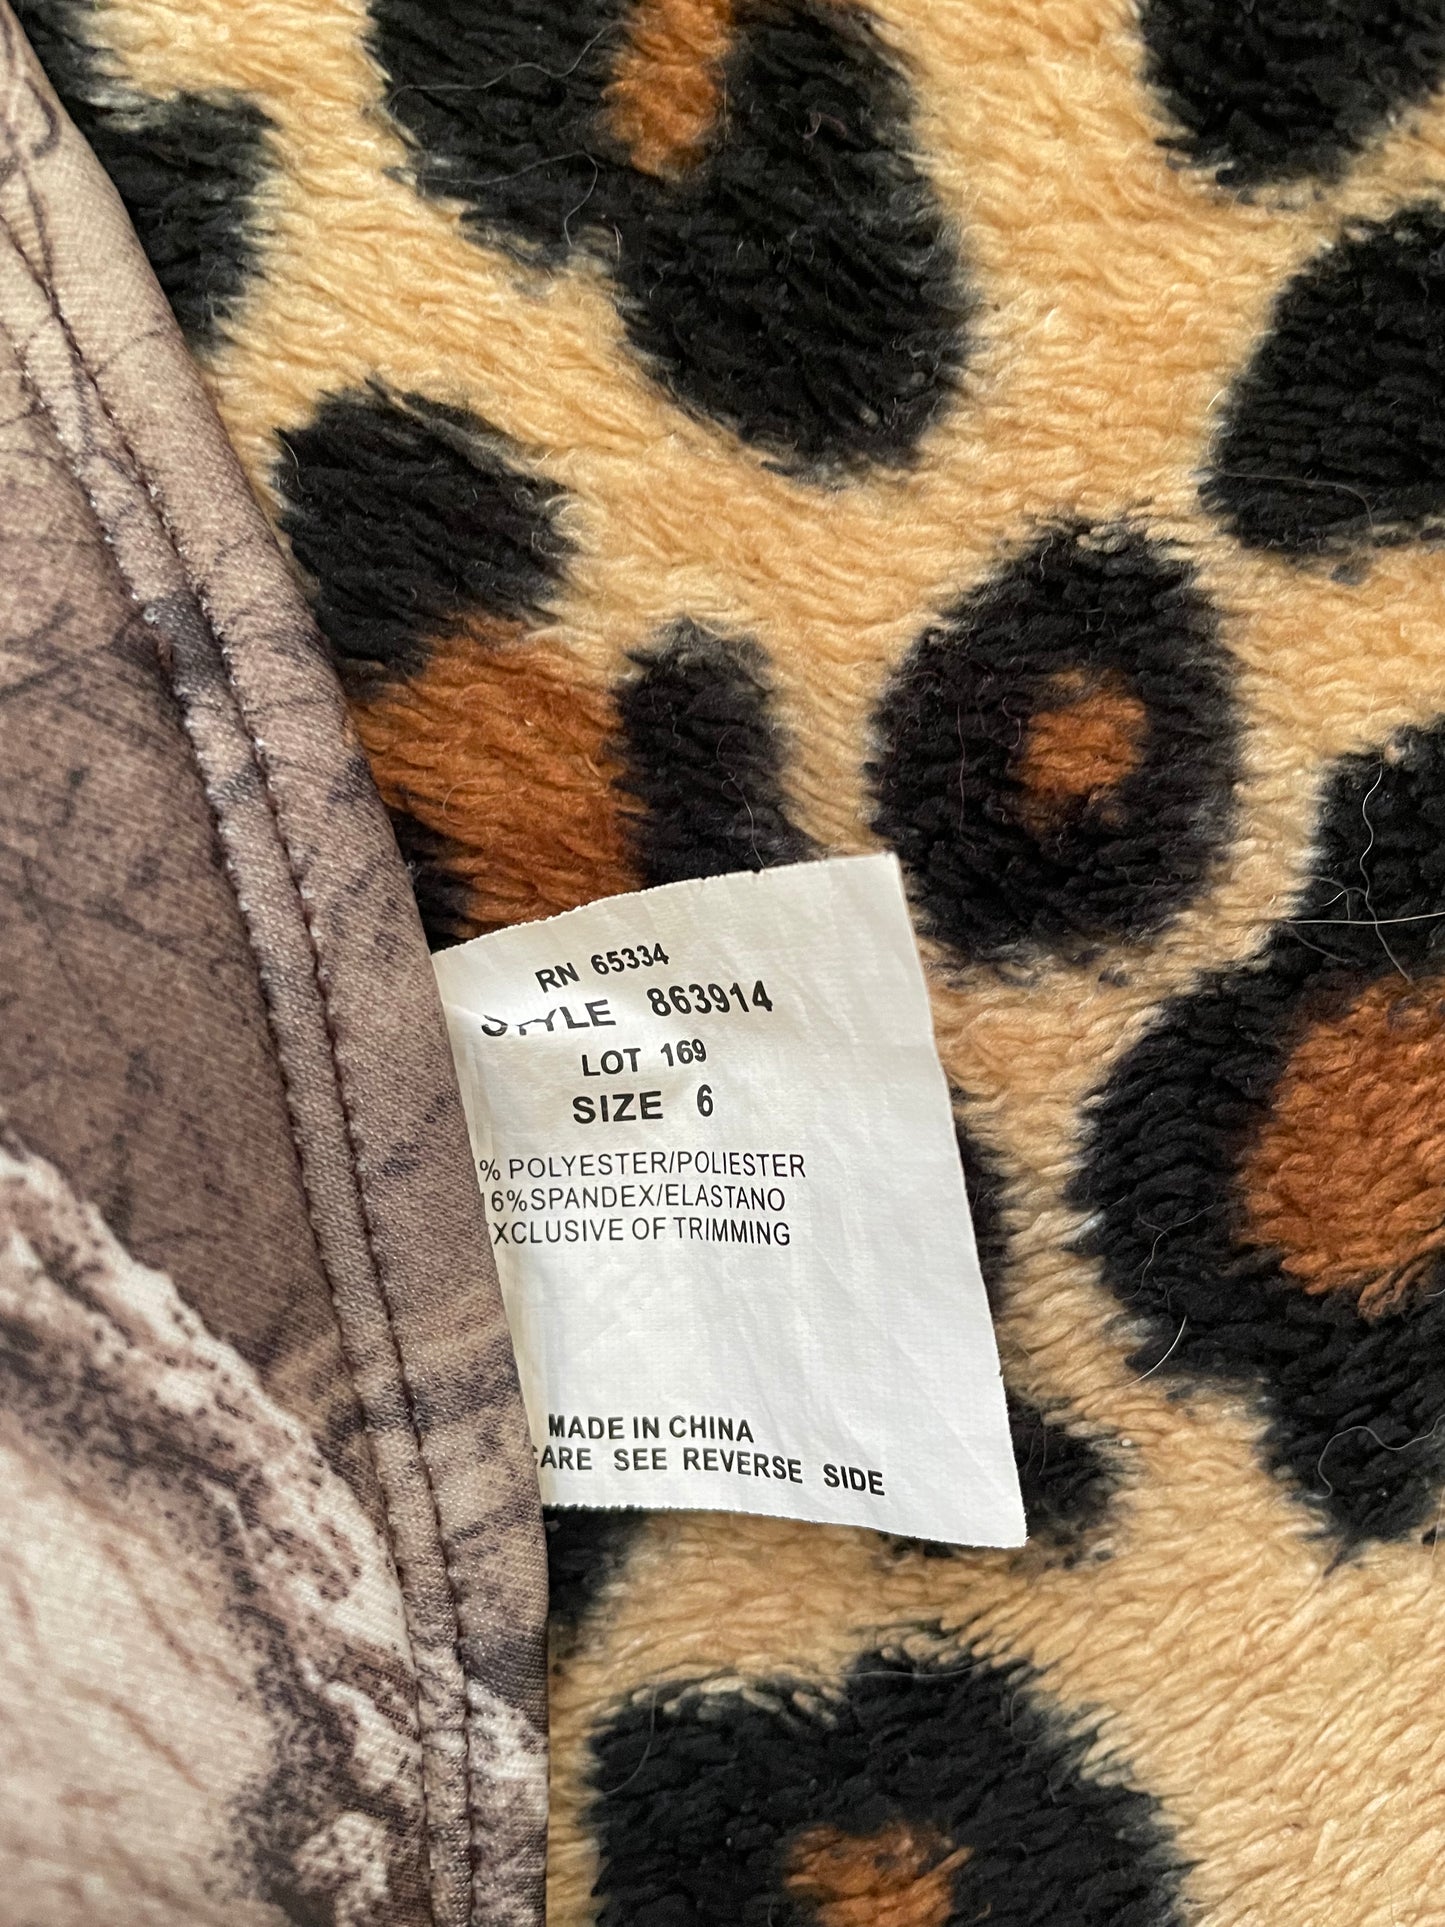 RN 65334
STYLE 863914
LOT 169
SIZE 6
% POLYESTER/POLIESTER
6%SPANDEX/ELASTANO
XCLUSIVE OF TRIMMING
MADE IN CHINA
CARE SEE REVERSE SIDE